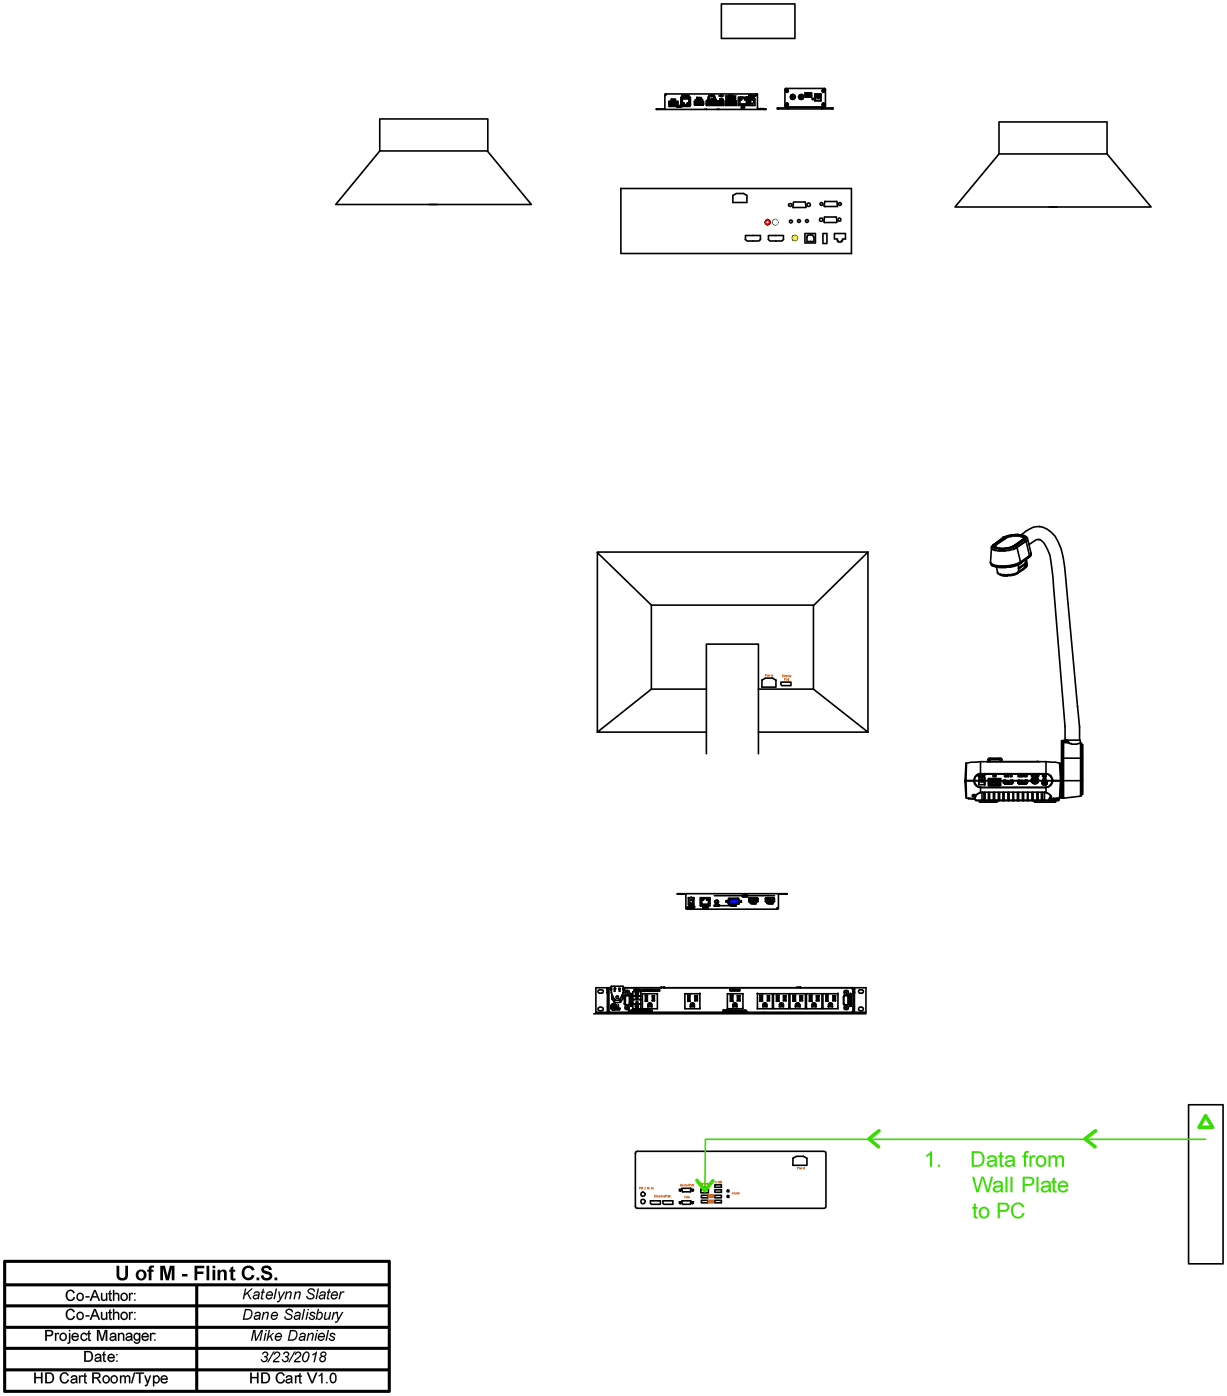 1. Data from
Wall Plate
to PC
U of M - Flint C.S.
Co-Author: Katelynn Slater
Co-Author: Dane Salisbury
Project Manager: Mike Daniels
Date: 3/23/2018
HD Cart Room/Type HD Cart V1.0